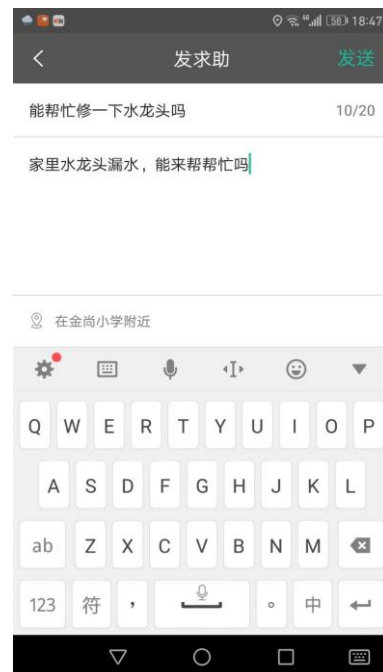 46 58 18:47
发求助 发送
能帮忙修一下水龙头吗 10/20
家里水龙头漏水，能来帮帮忙吗
在金尚小学附近
Q W E R T Y U I O P
A S D F G H J K L
ab Z X C V B N M
123 符 ， 。 中